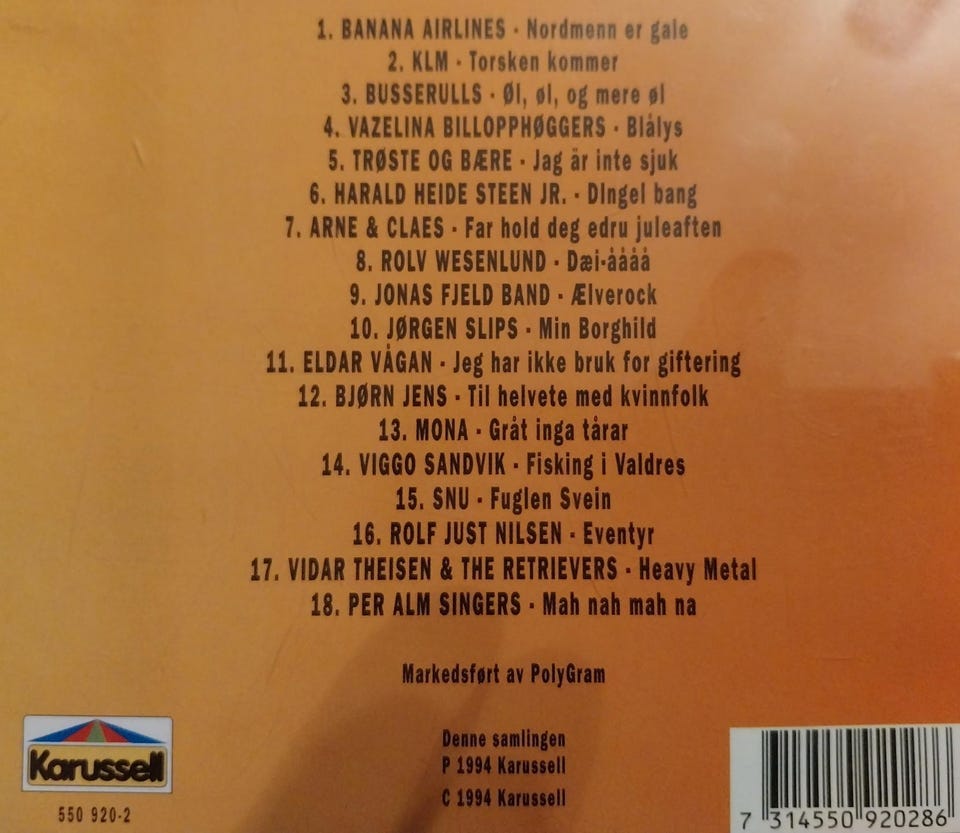 1. BANANA AIRLINES · Nordmenn er gale
2. KLM · Torsken kommer
3. BUSSERULLS · Øl, øl, og mere øl
4. VAZELINA BILLOPPHØGGERS · Blålys
5. TRØSTE OG BÆRE · Jag är inte sjuk
6. HARALD HEIDE STEEN JR. · DIngel bang
7. ARNE & CLAES · Far hold deg edru juleaften
8. ROLV WESENLUND · Dæi-åååå
9. JONAS FJELD BAND · Ælverock
10. JØRGEN SLIPS · Min Borghild
11. ELDAR VÅGAN · Jeg har ikke bruk for giftering
12. BJØRN JENS · Til helvete med kvinnfolk
13. MONA · Gråt inga tårar
14. VIGGO SANDVIK · Fisking i Valdres
15. SNU · Fuglen Svein
16. ROLF JUST NILSEN · Eventyr
17. VIDAR THEISEN & THE RETRIEVERS · Heavy Metal
18. PER ALM SINGERS · Mah nah mah na
Markedsført av PolyGram
Denne samlingen
P 1994 Karussell
C 1994 Karussell
Karussell
550 920-2
7 314550 920286